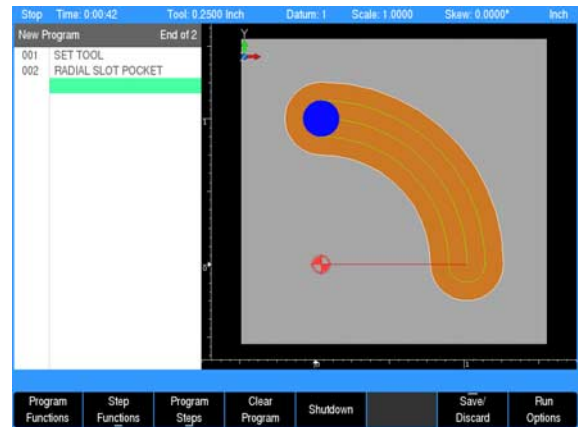 Stop Time: 0:00:42 Tool: 0.2500 Inch Datum: 1 Scale: 1.0000 Skew: 0.0000° Inch
New Program End of 2
001 SET TOOL
002 RADIAL SLOT POCKET
Y
1
0
0
1
Program Functions
Step Functions
Program Steps
Clear Program
Shutdown
Save/ Discard
Run Options